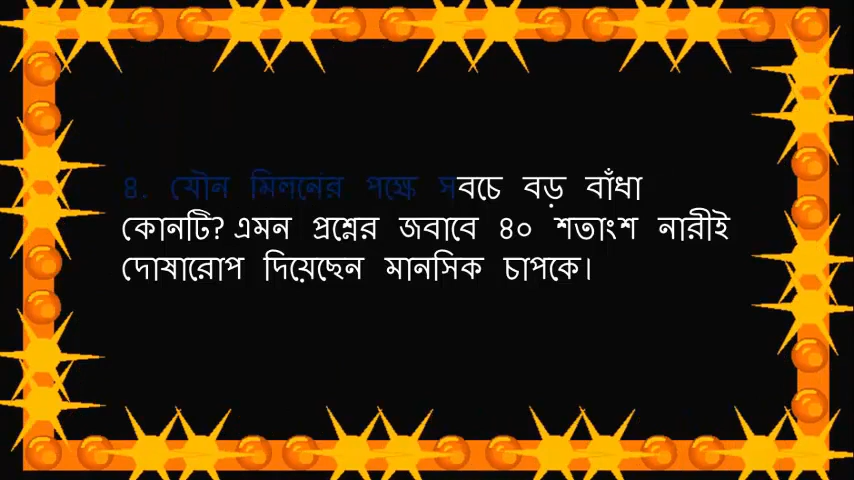 ৪. যৌন মিলনের পক্ষে সবচে বড় বাঁধা
কোনটি? এমন প্রশ্নের জবাবে ৪০ শতাংশ নারীই
দোষারোপ দিয়েছেন মানসিক চাপকে।